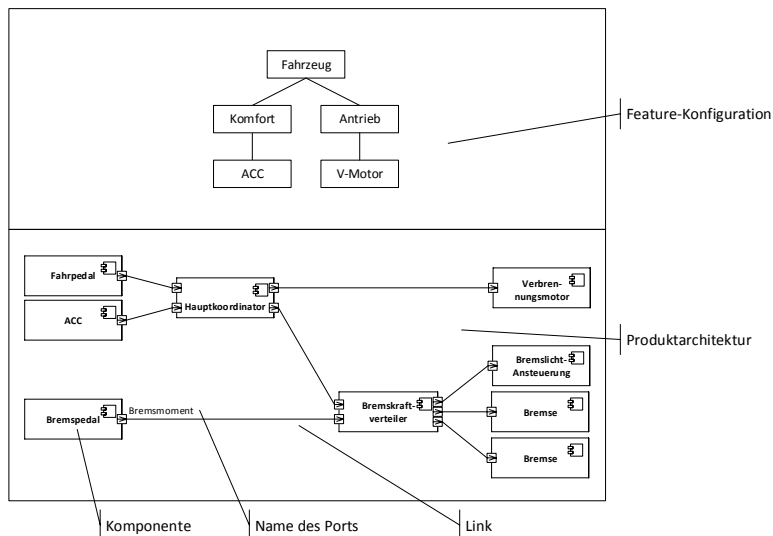 Fahrzeug
Komfort
Antrieb
Feature-Konfiguration
ACC
V-Motor
Fahrpedal
Verbren-
nungsmotor
Hauptkoordinator
ACC
Produktarchitektur
Bremslicht-
Ansteuerung
Bremskraft-
verteiler
Bremspedal
Bremsmoment
Bremse
Bremse
Komponente
Name des Ports
Link